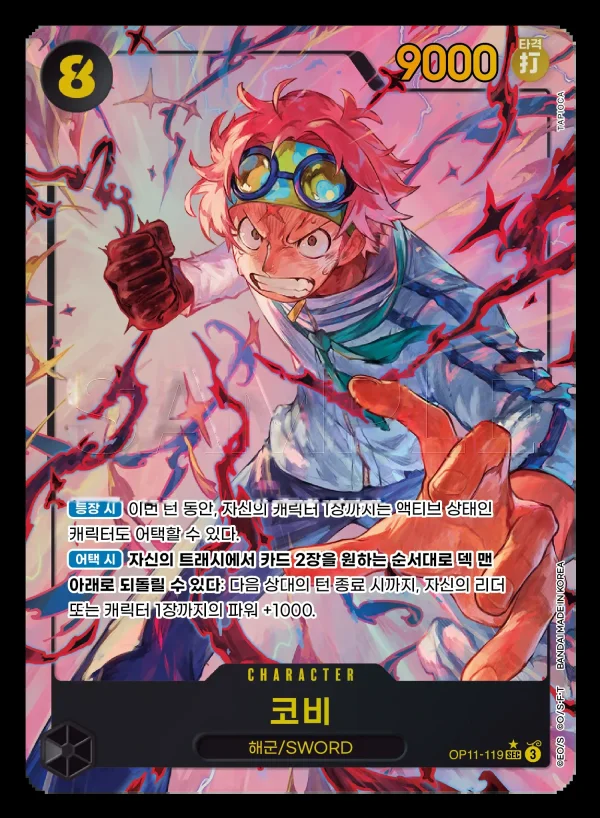 8
9000
타격
打
TAPIOCA
SAMPLE
등장 시 이번 턴 동안, 자신의 캐릭터 1장까지는 액티브 상태인
캐릭터도 어택할 수 있다.
어택 시 자신의 트래시에서 카드 2장을 원하는 순서대로 덱 맨
아래로 되돌릴 수 있다: 다음 상대의 턴 종료 시까지, 자신의 리더
또는 캐릭터 1장까지의 파워 +1000.
CHARACTER
코비
해군/SWORD
OP11-119 SEC 3
©EO/S ©O/S·F·T BANDAI MADE IN KOREA